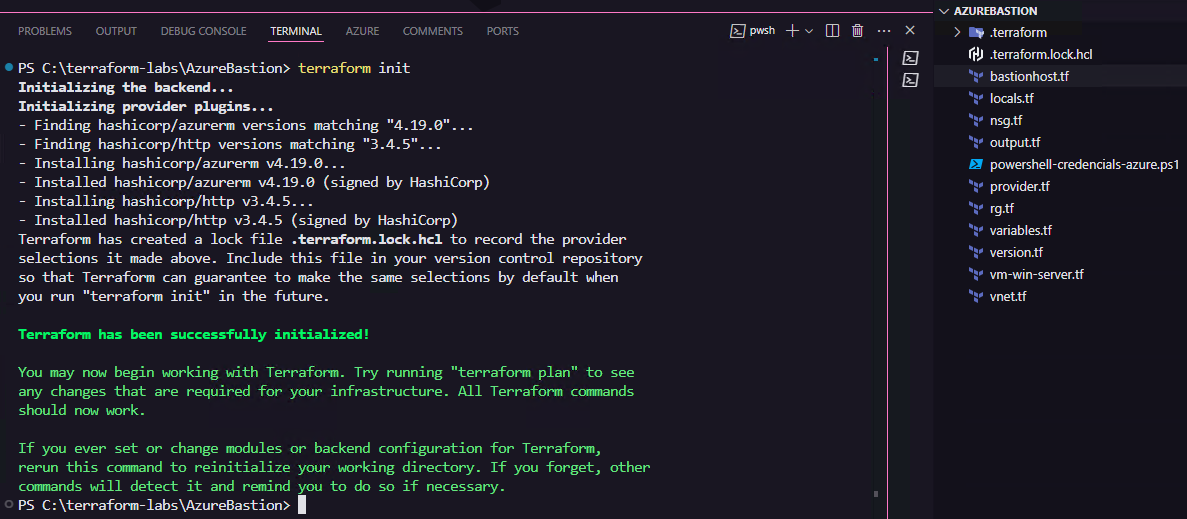 PROBLEMS OUTPUT DEBUG CONSOLE TERMINAL AZURE COMMENTS PORTS pwsh
PS C:\terraform-labs\AzureBastion> terraform init
Initializing the backend...
Initializing provider plugins...
- Finding hashicorp/azurerm versions matching "4.19.0"...
- Finding hashicorp/http versions matching "3.4.5"...
- Installing hashicorp/azurerm v4.19.0...
- Installed hashicorp/azurerm v4.19.0 (signed by HashiCorp)
- Installing hashicorp/http v3.4.5...
- Installed hashicorp/http v3.4.5 (signed by HashiCorp)
Terraform has created a lock file .terraform.lock.hcl to record the provider
selections it made above. Include this file in your version control repository
so that Terraform can guarantee to make the same selections by default when
you run "terraform init" in the future.
Terraform has been successfully initialized!
You may now begin working with Terraform. Try running "terraform plan" to see
any changes that are required for your infrastructure. All Terraform commands
should now work.
If you ever set or change modules or backend configuration for Terraform,
rerun this command to reinitialize your working directory. If you forget, other
commands will detect it and remind you to do so if necessary.
PS C:\terraform-labs\AzureBastion>
AZUREBASTION
.terraform
.terraform.lock.hcl
bastionhost.tf
locals.tf
nsg.tf
output.tf
powershell-credencials-azure.ps1
provider.tf
rg.tf
variables.tf
version.tf
vm-win-server.tf
vnet.tf